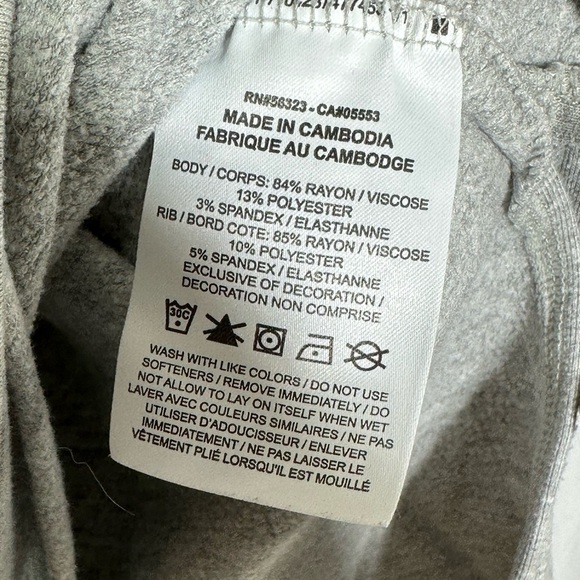 RN#56323 - CA#05553
MADE IN CAMBODIA
FABRIQUE AU CAMBODGE
BODY / CORPS: 84% RAYON / VISCOSE
13% POLYESTER
3% SPANDEX / ELASTHANNE
RIB / BORD COTE: 85% RAYON / VISCOSE
10% POLYESTER
5% SPANDEX / ELASTHANNE
EXCLUSIVE OF DECORATION /
DECORATION NON COMPRISE
30C
WASH WITH LIKE COLORS / DO NOT USE
SOFTENERS / REMOVE IMMEDIATELY / DO
NOT ALLOW TO LAY ON ITSELF WHEN WET
LAVER AVEC COULEURS SIMILAIRES / NE PAS
UTILISER D'ADOUCISSEUR / ENLEVER
IMMEDIATEMENT / NE PAS LAISSER LE
VÊTEMENT PLIÉ LORSQU'IL EST MOUILLÉ